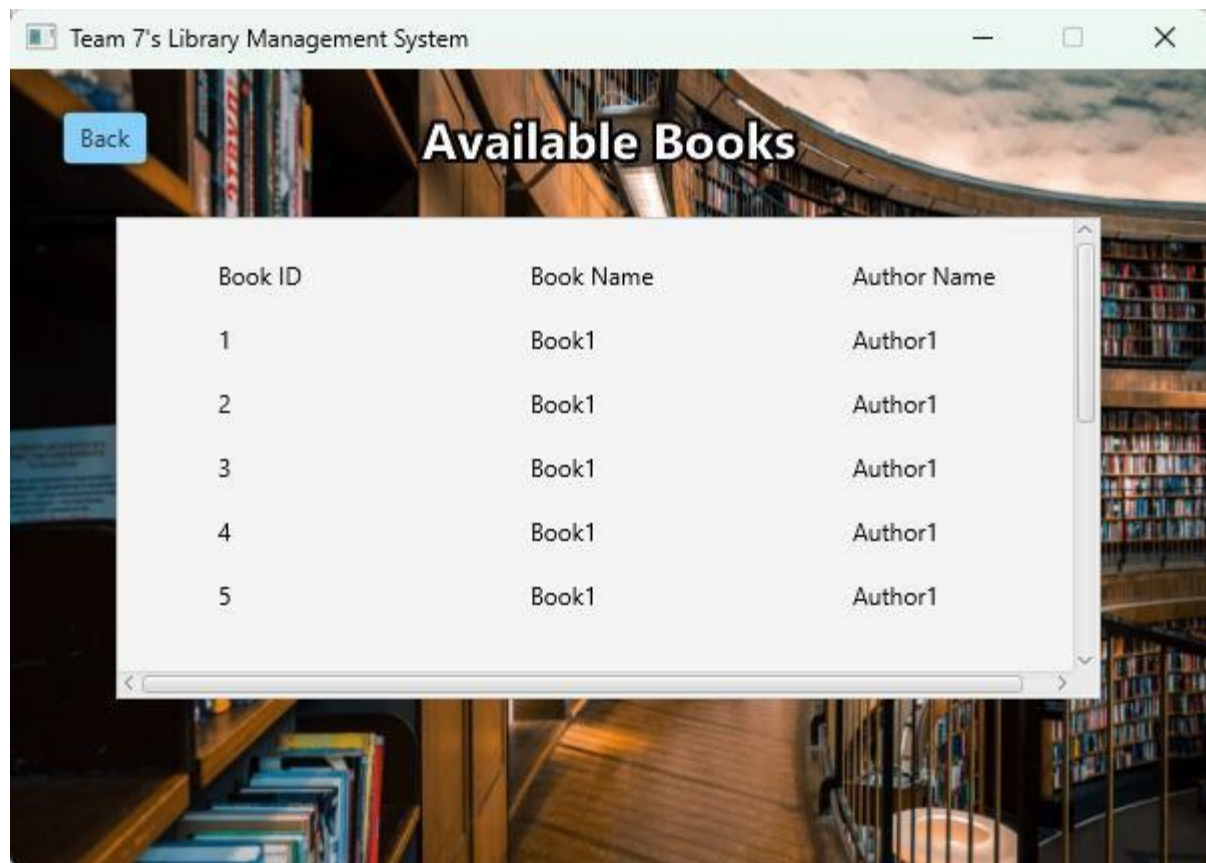 Team 7's Library Management System
Back
Available Books
Book ID Book Name Author Name
1 Book1 Author1
2 Book1 Author1
3 Book1 Author1
4 Book1 Author1
5 Book1 Author1